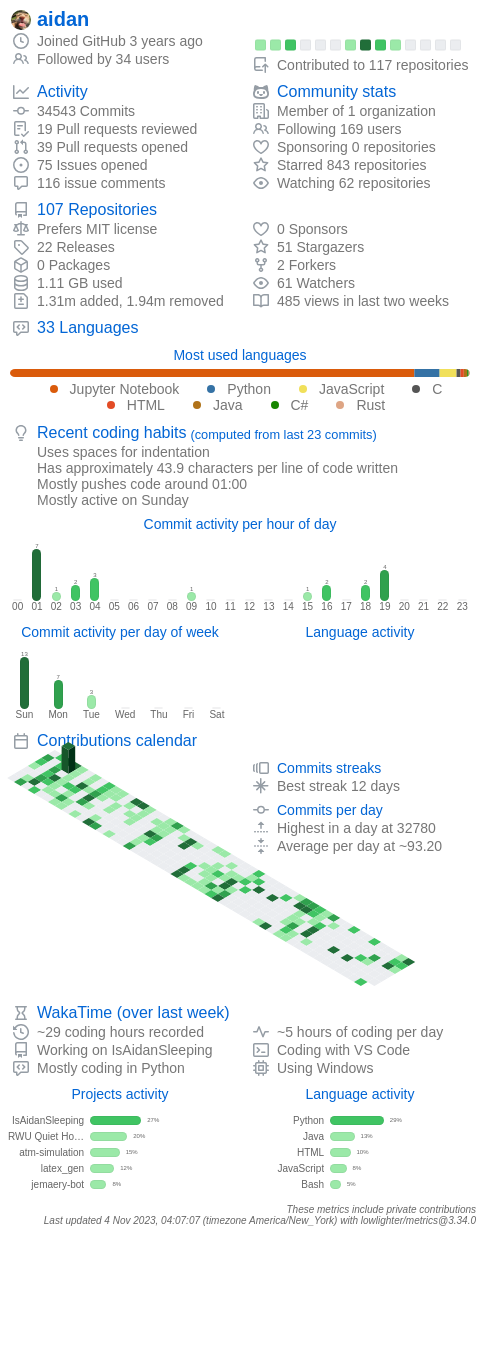 aidan
Joined GitHub 3 years ago
Followed by 34 users
Contributed to 117 repositories
Activity
34543 Commits
19 Pull requests reviewed
39 Pull requests opened
75 Issues opened
116 issue comments
Community stats
Member of 1 organization
Following 169 users
Sponsoring 0 repositories
Starred 843 repositories
Watching 62 repositories
107 Repositories
Prefers MIT license
22 Releases
0 Packages
1.11 GB used
1.31m added, 1.94m removed
0 Sponsors
51 Stargazers
2 Forkers
61 Watchers
485 views in last two weeks
33 Languages
Most used languages
Jupyter Notebook Python JavaScript C
HTML Java C# Rust
Recent coding habits (computed from last 23 commits)
Uses spaces for indentation
Has approximately 43.9 characters per line of code written
Mostly pushes code around 01:00
Mostly active on Sunday
Commit activity per hour of day
7 1 2 3 1 1 2 2 4
00 01 02 03 04 05 06 07 08 09 10 11 12 13 14 15 16 17 18 19 20 21 22 23
Commit activity per day of week
13 7 3
Sun Mon Tue Wed Thu Fri Sat
Language activity
Contributions calendar
Commits streaks
Best streak 12 days
Commits per day
Highest in a day at 32780
Average per day at ~93.20
WakaTime (over last week)
~29 coding hours recorded
Working on IsAidanSleeping
Mostly coding in Python
~5 hours of coding per day
Coding with VS Code
Using Windows
Projects activity
IsAidanSleeping 27%
RWU Quiet Ho… 20%
atm-simulation 15%
latex_gen 12%
jemaery-bot 8%
Language activity
Python 29%
Java 13%
HTML 10%
JavaScript 8%
Bash 5%
These metrics include private contributions
Last updated 4 Nov 2023, 04:07:07 (timezone America/New_York) with lowlighter/metrics@3.34.0